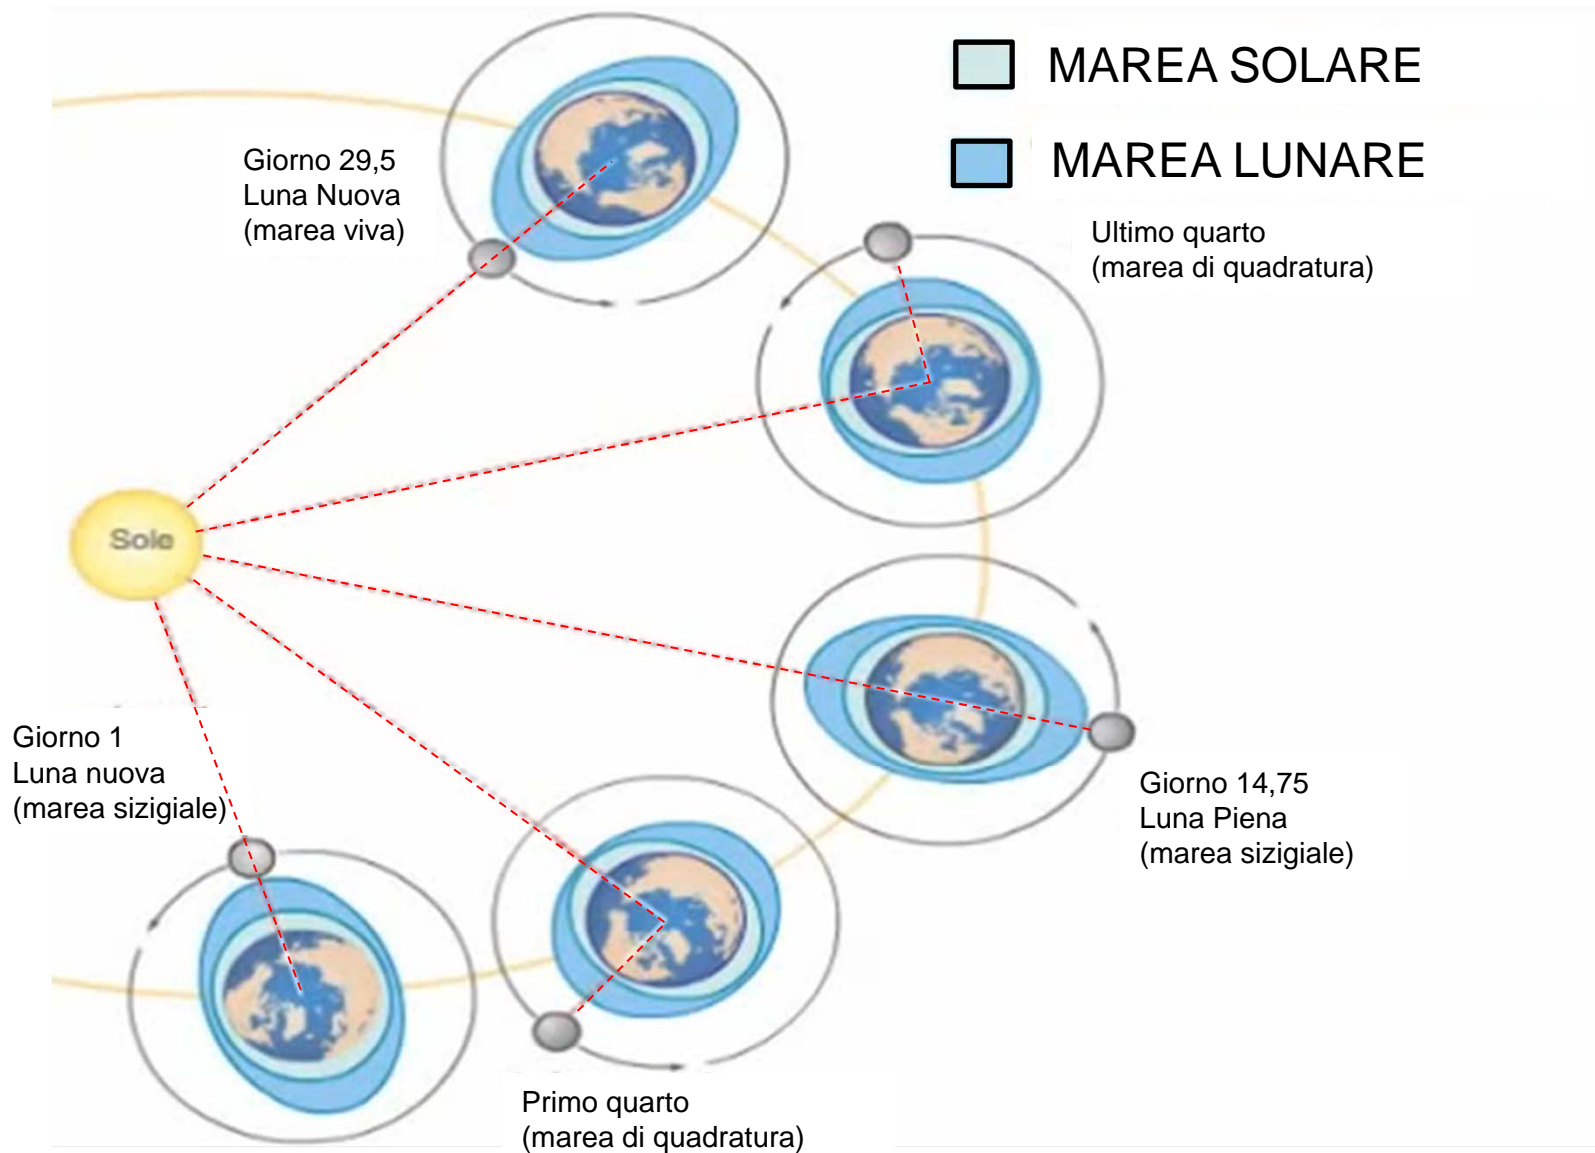 MAREA SOLARE
MAREA LUNARE
Giorno 29,5
Luna Nuova
(marea viva)
Ultimo quarto
(marea di quadratura)
Sole
Giorno 1
Luna nuova
(marea sizigiale)
Giorno 14,75
Luna Piena
(marea sizigiale)
Primo quarto
(marea di quadratura)